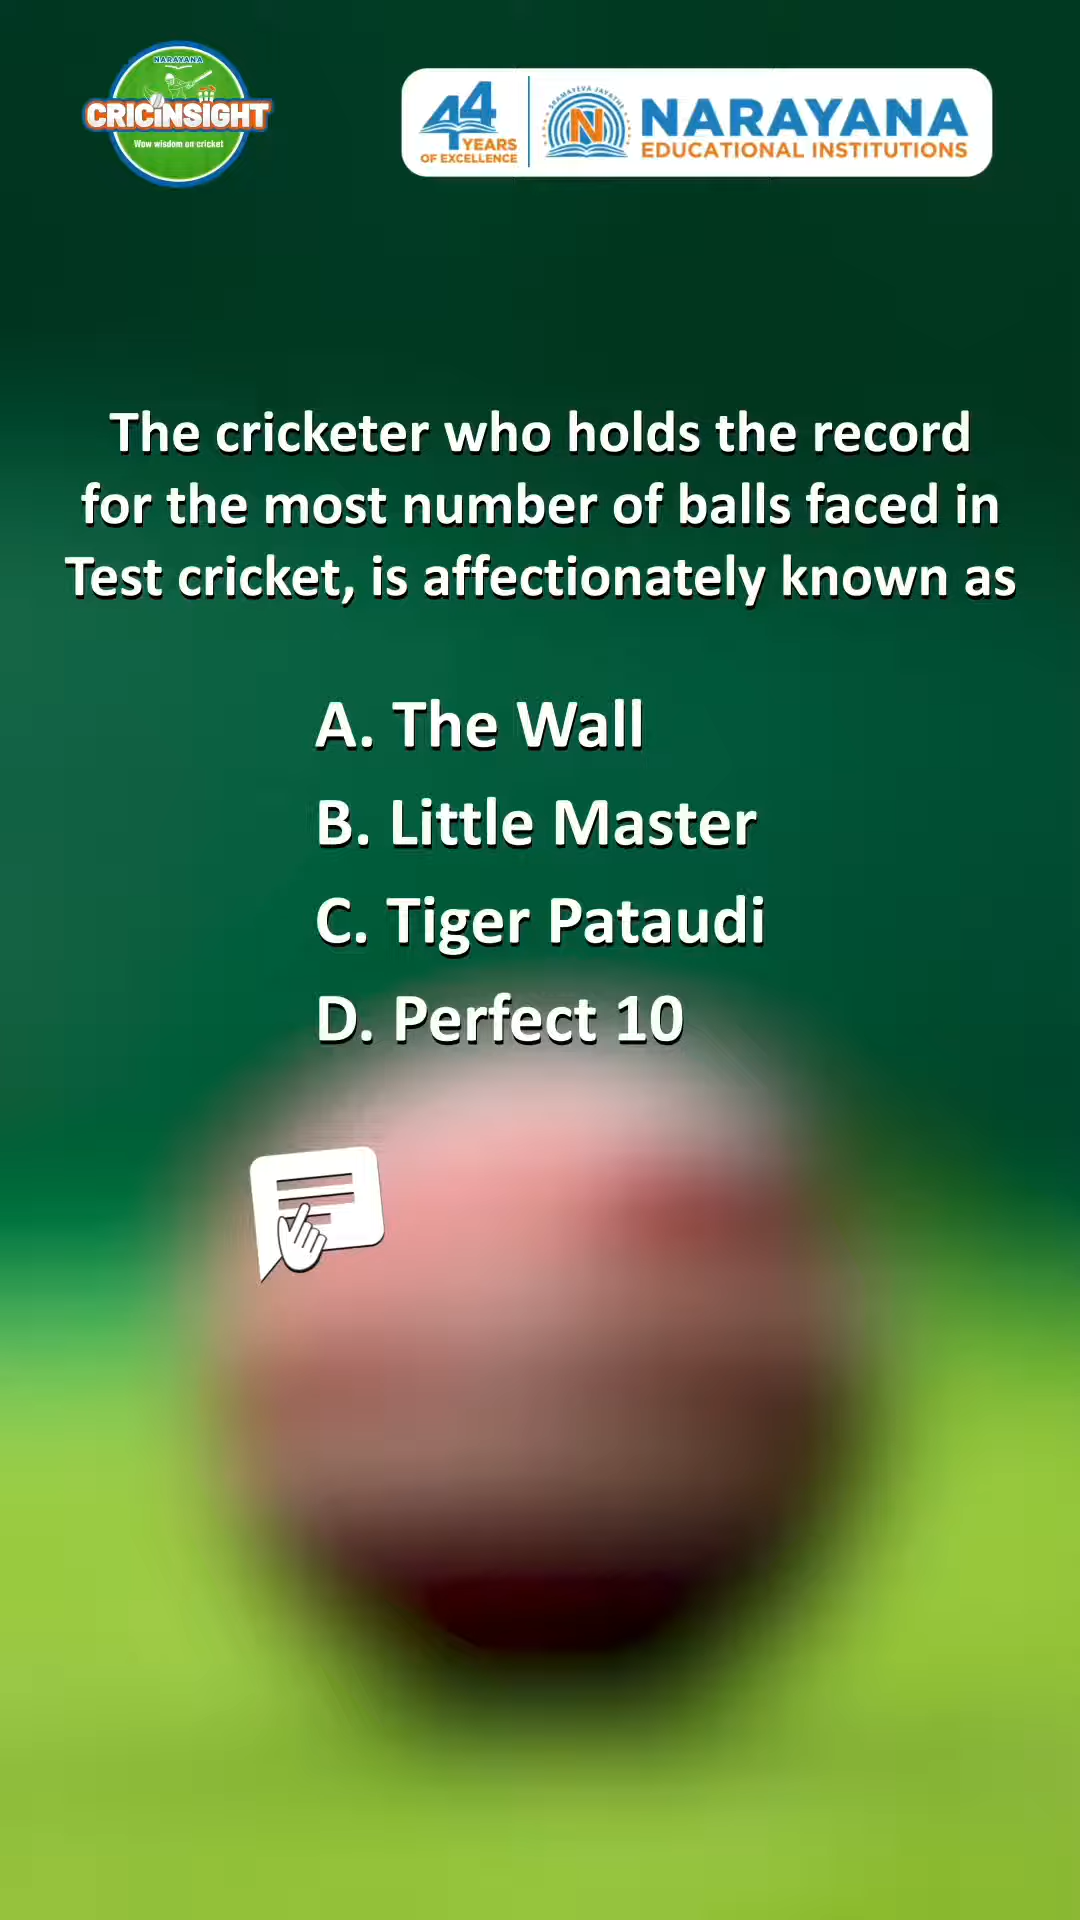 NARAYANA
CRICINSIGHT
Wow wisdom on cricket
44
YEARS
OF EXCELLENCE
SRAMAYEVA JAYATHE
N
NARAYANA
EDUCATIONAL INSTITUTIONS
The cricketer who holds the record
for the most number of balls faced in
Test cricket, is affectionately known as
A. The Wall
B. Little Master
C. Tiger Pataudi
D. Perfect 10